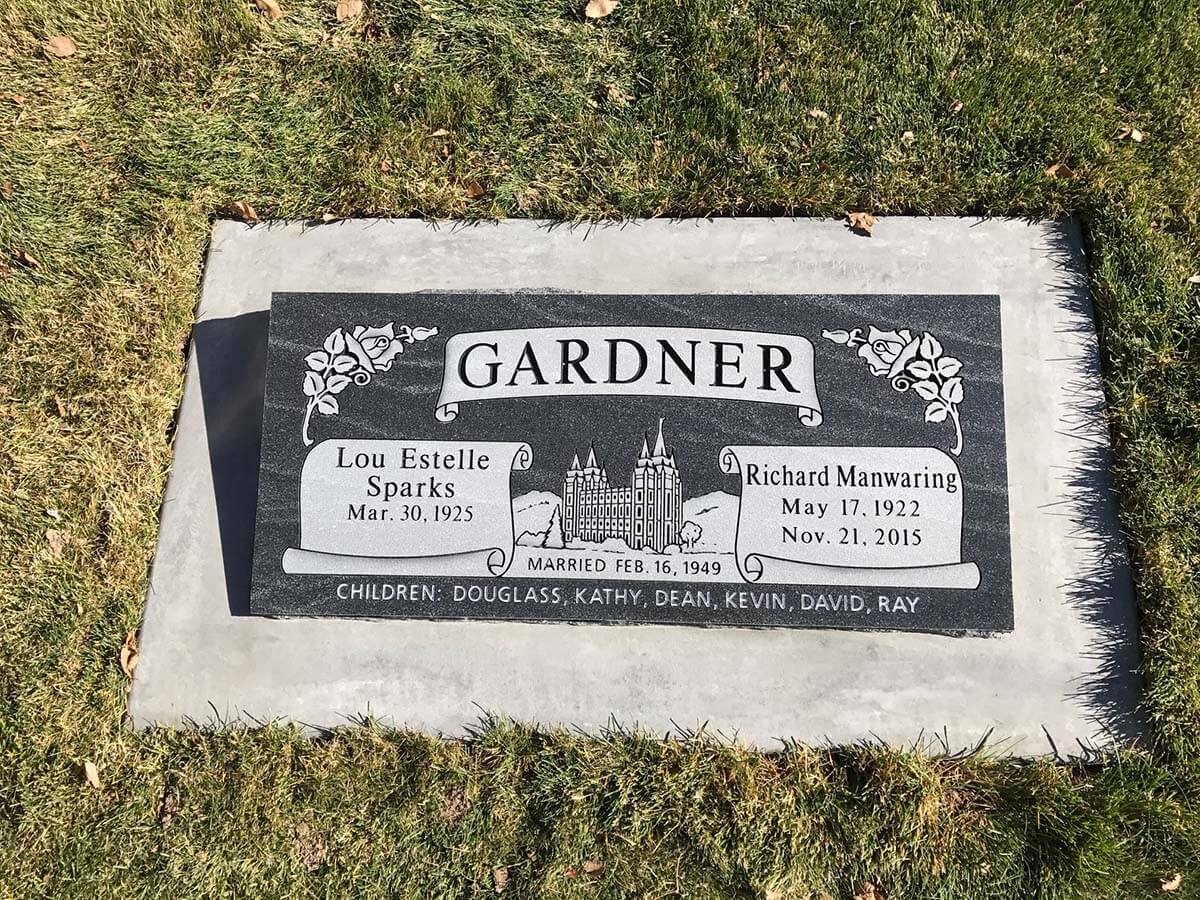 GARDNER
Lou Estelle
Sparks
Mar. 30, 1925
Richard Manwaring
May 17, 1922
Nov. 21, 2015
MARRIED FEB. 16, 1949
CHILDREN: DOUGLASS, KATHY, DEAN, KEVIN, DAVID, RAY